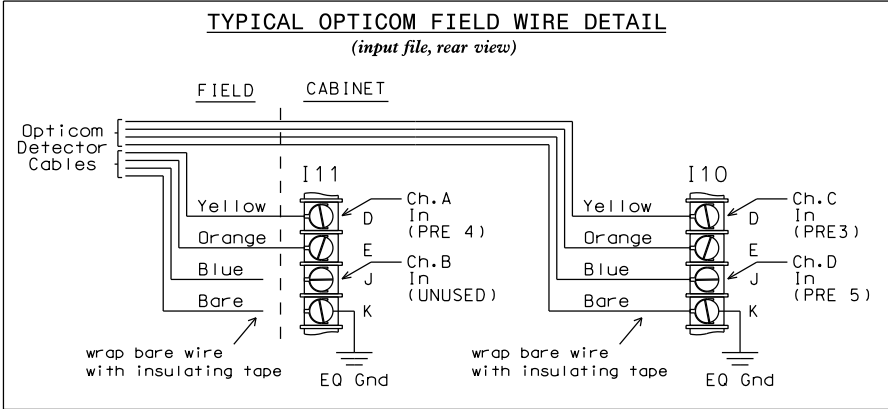 TYPICAL OPTICOM FIELD WIRE DETAIL
(input file, rear view)
FIELD
CABINET
Opticom
Detector
Cables
I11
Yellow
D
Ch.A
In
(PRE 4)
Orange
E
Blue
J
Ch.B
In
(UNUSED)
Bare
K
wrap bare wire
with insulating tape
EQ Gnd
I10
Yellow
D
Ch.C
In
(PRE3)
Orange
E
Blue
J
Ch.D
In
(PRE 5)
Bare
K
wrap bare wire
with insulating tape
EQ Gnd